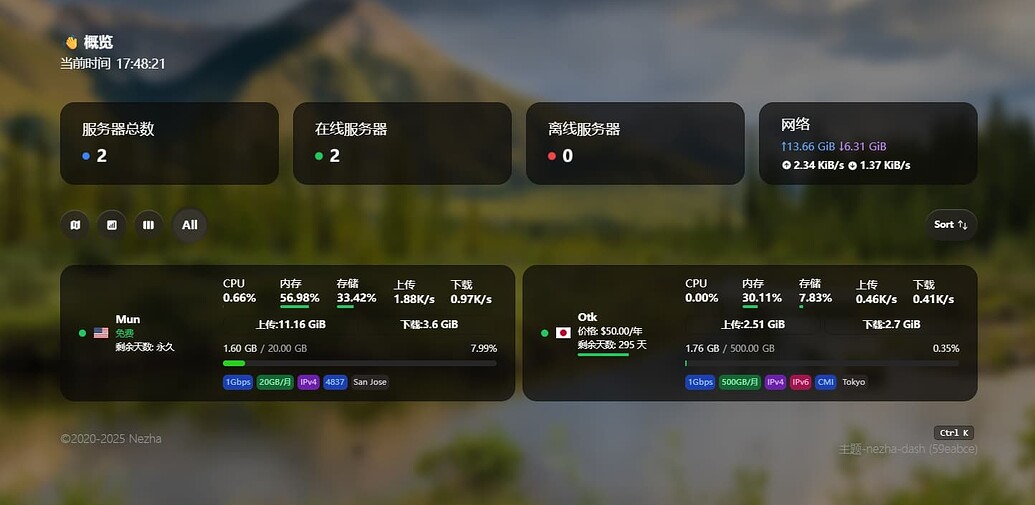 👋 概览
当前时间 17:48:21
服务器总数
2
在线服务器
2
离线服务器
0
网络
↑13.66 GiB ↓6.31 GiB
2.34 KiB/s 1.37 KiB/s
All
Sort ↑↓
Mun
免费
剩余天数: 永久
CPU 内存 存储 上传 下载
0.66% 56.98% 33.42% 1.88K/s 0.97K/s
上传:11.16 GiB 下载:3.6 GiB
1.60 GB / 20.00 GB 7.99%
1Gbps 20GB/月 IPv4 4837 San Jose
Otk
价格: $50.00/年
剩余天数: 295 天
CPU 内存 存储 上传 下载
0.00% 30.11% 7.83% 0.46K/s 0.41K/s
上传:2.51 GiB 下载:2.7 GiB
1.76 GB / 500.00 GB 0.35%
1Gbps 500GB/月 IPv4 IPv6 CMI Tokyo
©2020-2025 Nezha
Ctrl K
主题-nezha-dash (59eabce)